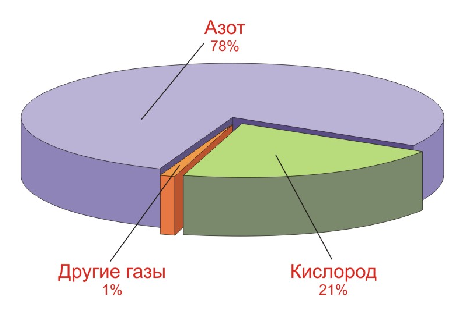 Азот
78%
Другие газы
1%
Кислород
21%